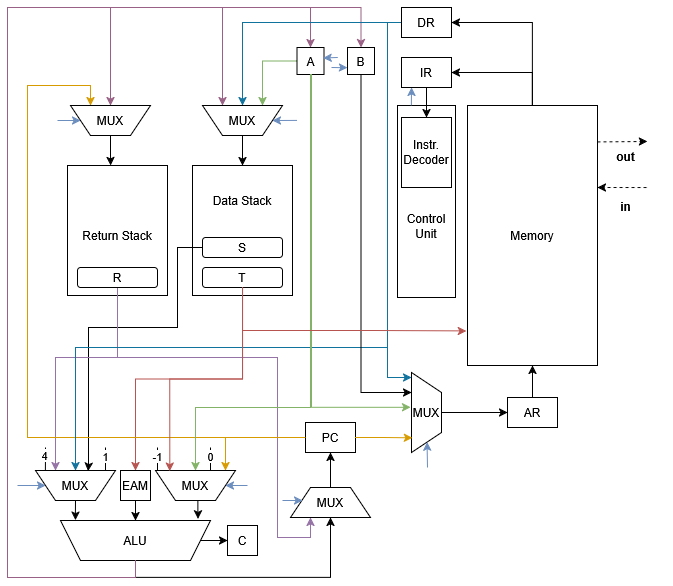 DR
A
B
IR
MUX
MUX
Instr.
Decoder
out
Data Stack
in
Control
Unit
Return Stack
Memory
S
R
T
MUX
AR
PC
4
1
-1
0
MUX
EAM
MUX
MUX
ALU
C